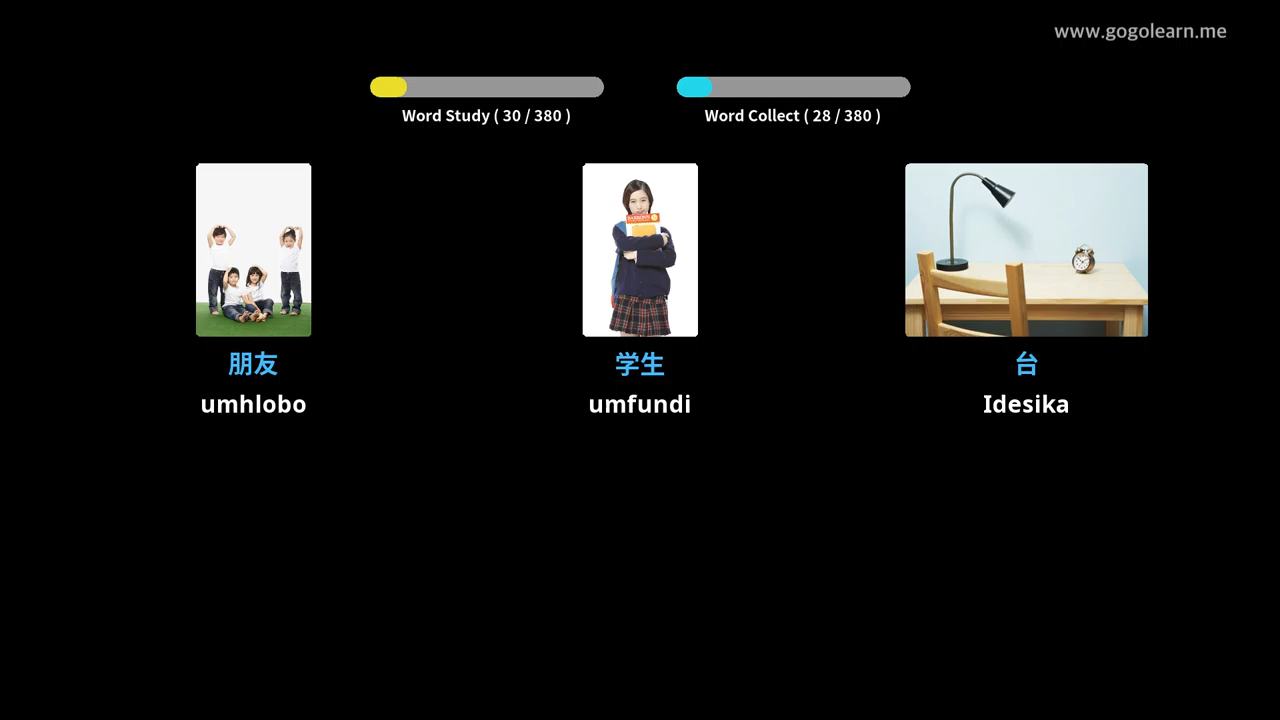 www.gogolearn.me
Word Study ( 30 / 380 )
Word Collect ( 28 / 380 )
朋友
学生
台
umhlobo
umfundi
Idesika